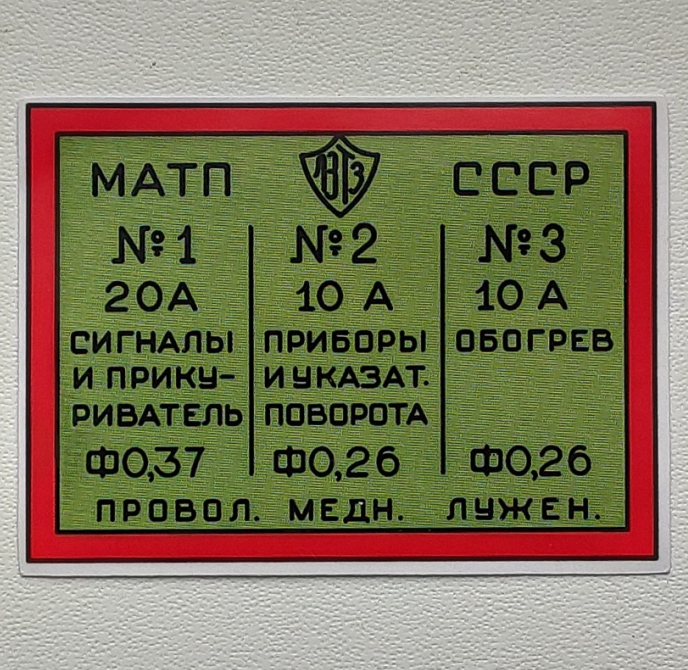 МАТП ЛВТЗ СССР
№1 №2 №3
20А 10 А 10 А
СИГНАЛЫ
И ПРИКУ-
РИВАТЕЛЬ
ПРИБОРЫ
И УКАЗАТ.
ПОВОРОТА
ОБОГРЕВ
Ф0,37 Ф0,26 Ф0,26
ПРОВОЛ. МЕДН. ЛУЖЕН.